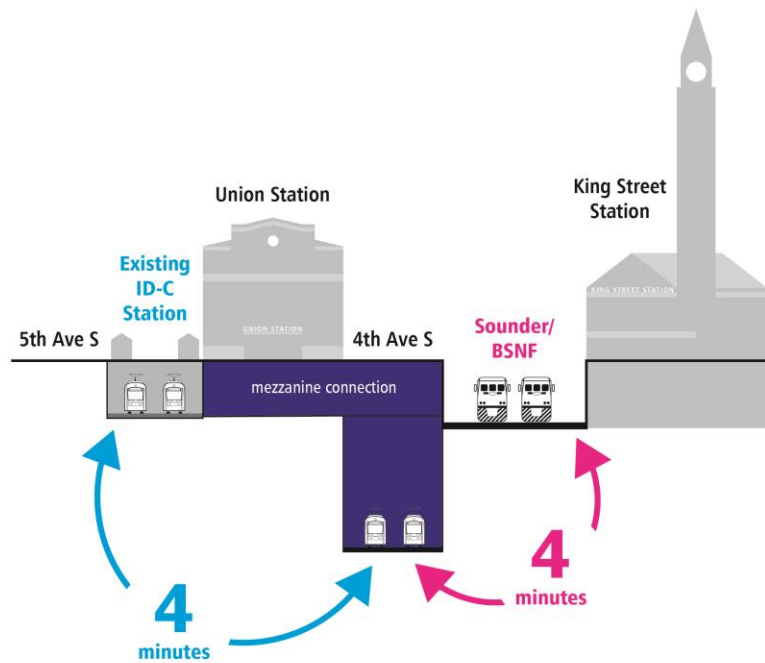 Union Station
King Street
Station
Existing
ID-C
Station
5th Ave S
UNION STATION
4th Ave S
Sounder/
BSNF
KING STREET STATION
mezzanine connection
4
minutes
4
minutes